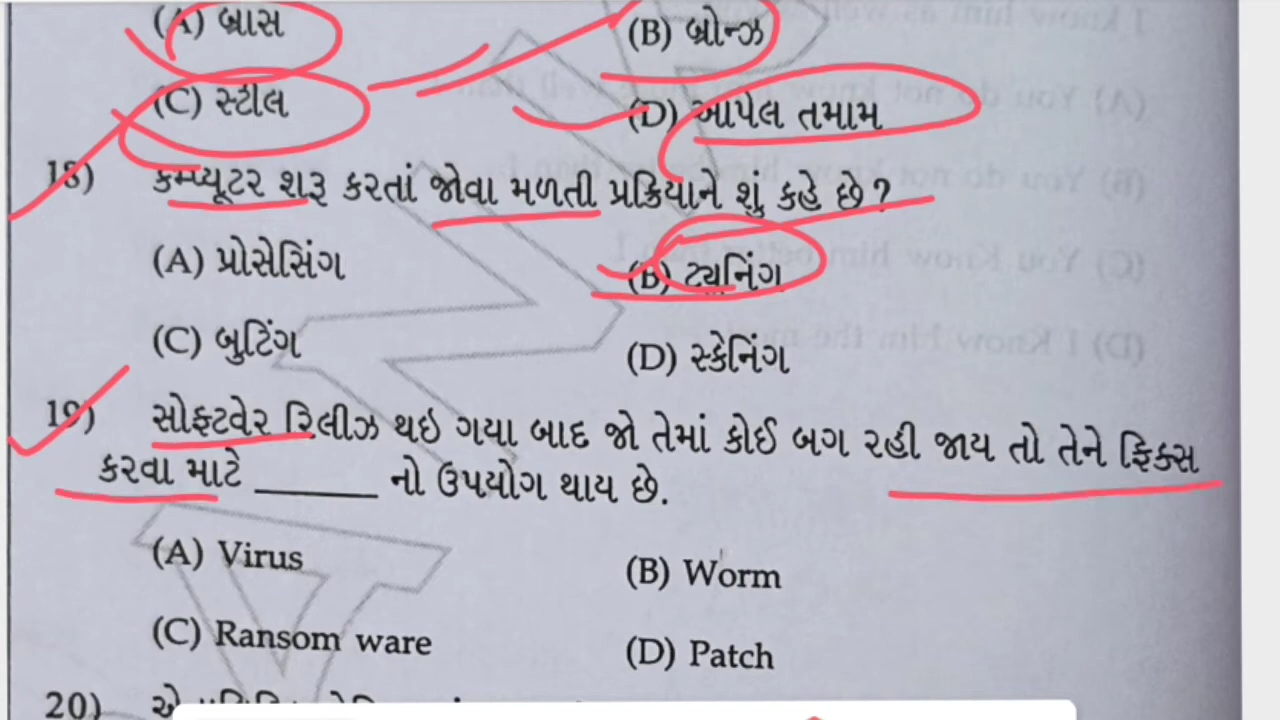 (A) બ્રાસ
(B) બ્રોન્ઝ
(C) સ્ટીલ
(D) આપેલ તમામ
18) કમ્પ્યૂટર શરૂ કરતાં જોવા મળતી પ્રક્રિયાને શું કહે છે?
(A) પ્રોસેસિંગ
(B) ટ્યુનિંગ
(C) બુટિંગ
(D) સ્કેનિંગ
19) સોફ્ટવેર રિલીઝ થઇ ગયા બાદ જો તેમાં કોઈ બગ રહી જાય તો તેને ફિક્સ
કરવા માટે ______ નો ઉપયોગ થાય છે.
(A) Virus
(B) Worm
(C) Ransom ware
(D) Patch
20)